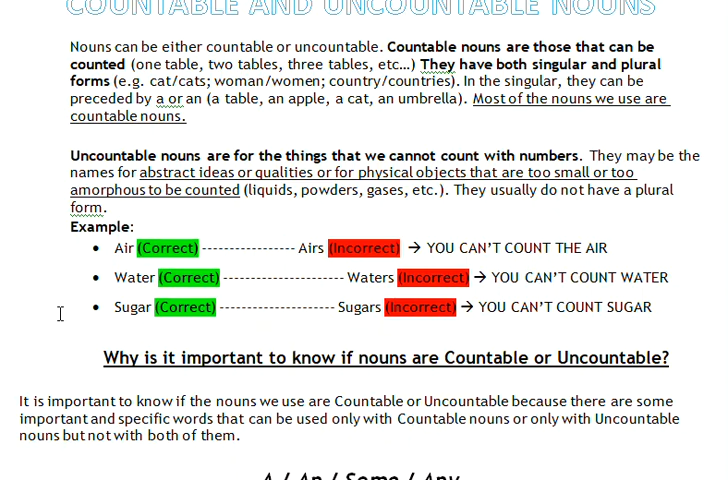 COUNTABLE AND UNCOUNTABLE NOUNS
Nouns can be either countable or uncountable. Countable nouns are those that can be
counted (one table, two tables, three tables, etc…) They have both singular and plural
forms (e.g. cat/cats; woman/women; country/countries). In the singular, they can be
preceded by a or an (a table, an apple, a cat, an umbrella). Most of the nouns we use are
countable nouns.
Uncountable nouns are for the things that we cannot count with numbers. They may be the
names for abstract ideas or qualities or for physical objects that are too small or too
amorphous to be counted (liquids, powders, gases, etc.). They usually do not have a plural
form.
Example:
• Air (Correct) ---------------- Airs (Incorrect) → YOU CAN'T COUNT THE AIR
• Water (Correct) --------------------- Waters (Incorrect) → YOU CAN'T COUNT WATER
• Sugar (Correct) -------------------- Sugars (Incorrect) → YOU CAN'T COUNT SUGAR
Why is it important to know if nouns are Countable or Uncountable?
It is important to know if the nouns we use are Countable or Uncountable because there are some
important and specific words that can be used only with Countable nouns or only with Uncountable
nouns but not with both of them.
A / An / Some / Any